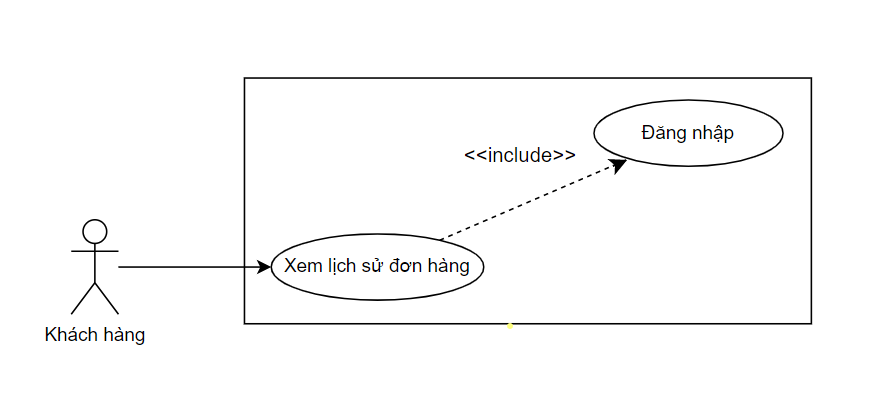 Đăng nhập
<<include>>
Xem lịch sử đơn hàng
Khách hàng